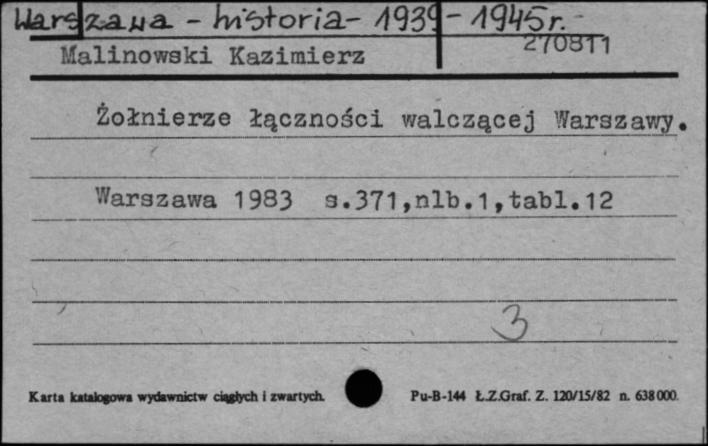 Warszawa - historia - 1939 - 1945 r.
270811
Malinowski Kazimierz
Żołnierze łączności walczącej Warszawy.
Warszawa 1983 s.371,nlb.1,tabl.12
3
Karta katalogowa wydawnictw ciągłych i zwartych. Pu-B-144 Ł.Z.Graf. Z. 120/15/82 n. 638000.